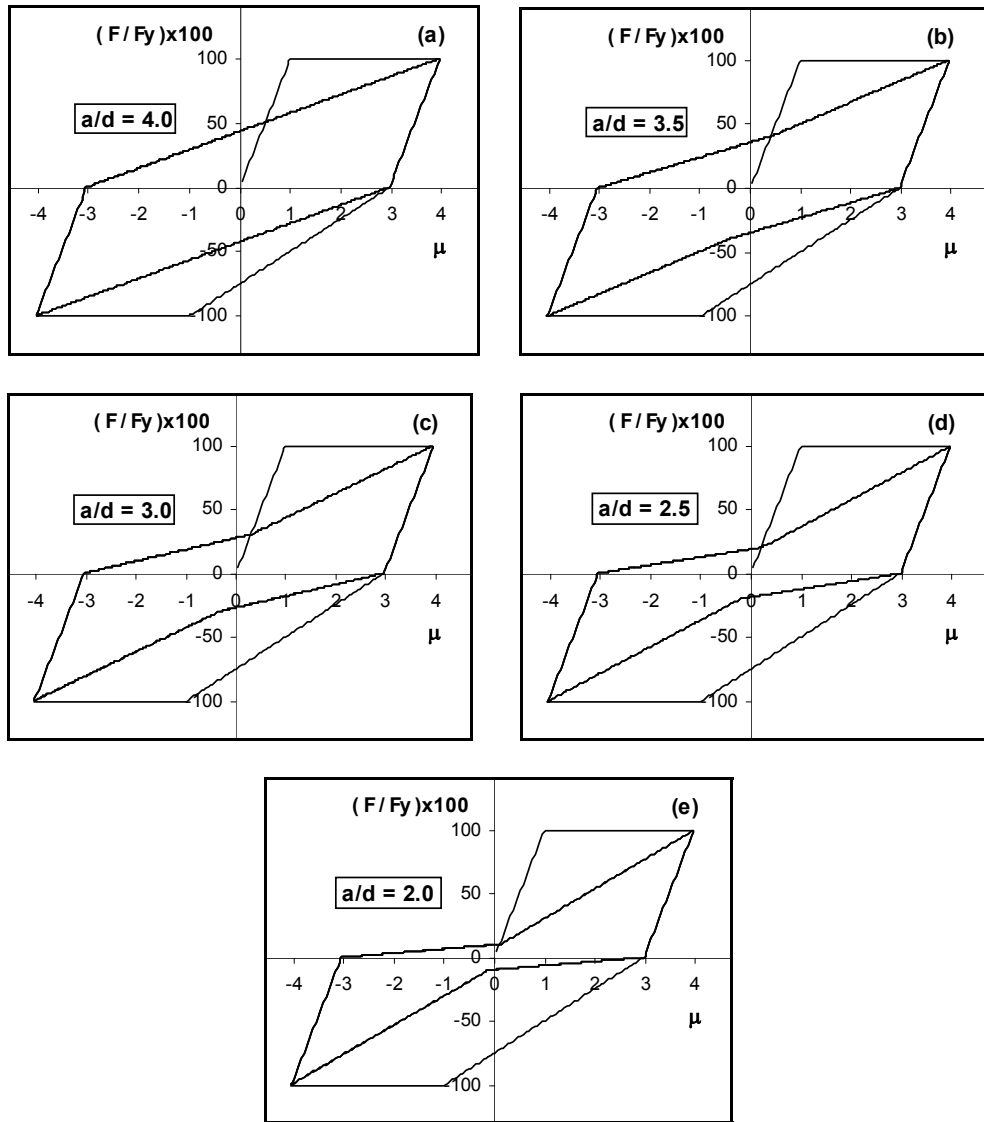 ( F / Fy )x100 (a)
a/d = 4.0
100
50
0
-4 -3 -2 -1 0 1 2 3 4
-50
μ
-100
( F / Fy )x100 (b)
a/d = 3.5
100
50
0
-4 -3 -2 -1 0 1 2 3 4
-50
μ
-100
( F / Fy )x100 (c)
a/d = 3.0
100
50
0
-4 -3 -2 -1 0 1 2 3 4
-50
μ
-100
( F / Fy )x100 (d)
a/d = 2.5
100
50
0
-4 -3 -2 -1 0 1 2 3 4
-50
μ
-100
( F / Fy )x100 (e)
a/d = 2.0
100
50
0
-4 -3 -2 -1 0 1 2 3 4
-50
μ
-100